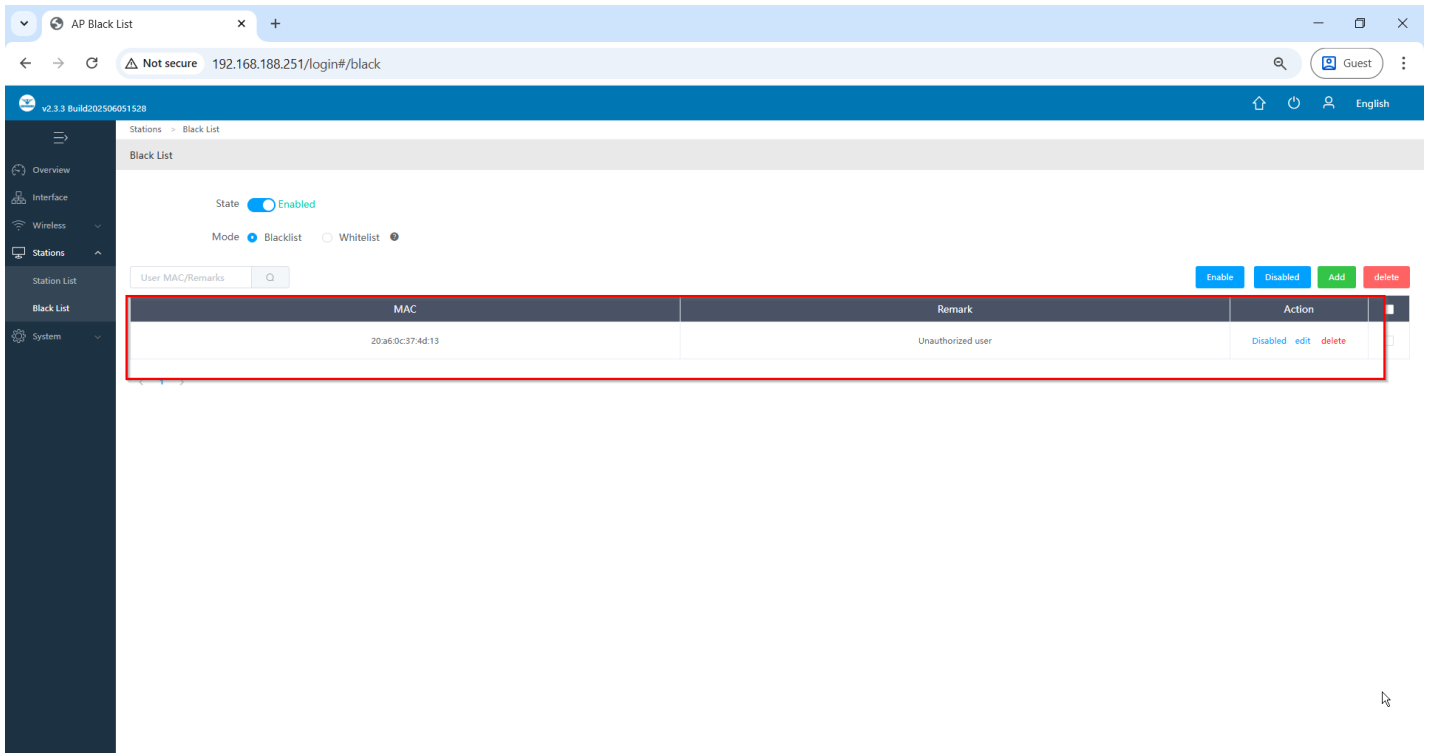 AP Black List
Not secure 192.168.188.251/login#/black
Guest
v2.3.3 Build202506051528
English
Stations > Black List
Black List
Overview
Interface
Wireless
Stations
Station List
Black List
System
State Enabled
Mode Blacklist Whitelist
User MAC/Remarks
Enable Disabled Add delete
MAC Remark Action
20:a6:0c:37:4d:13 Unauthorized user Disabled edit delete
1